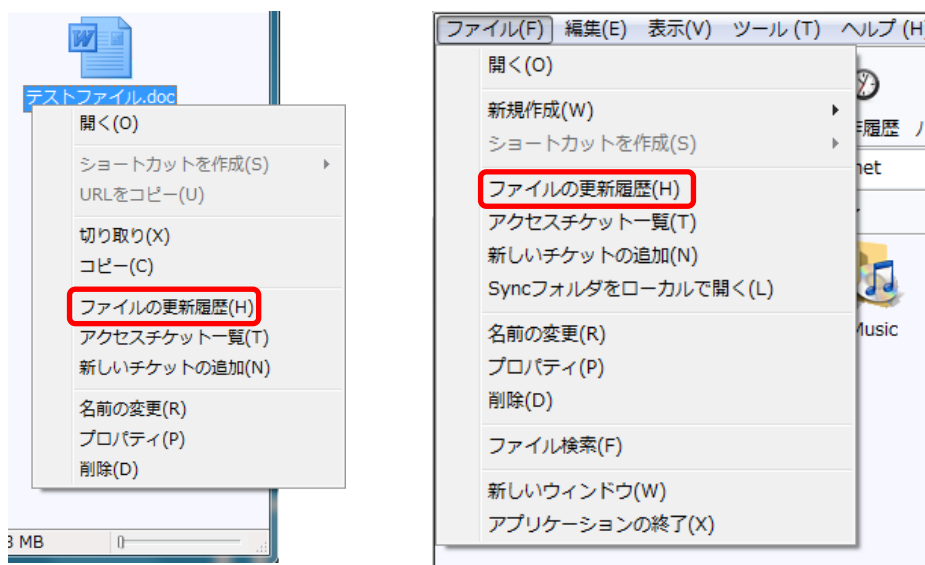 テストファイル.doc
開く(O)
ショートカットを作成(S)
URLをコピー(U)
切り取り(X)
コピー(C)
ファイルの更新履歴(H)
アクセスチケット一覧(T)
新しいチケットの追加(N)
名前の変更(R)
プロパティ(P)
削除(D)
MB
ファイル(F) 編集(E) 表示(V) ツール (T) ヘルプ (H
開く(O)
新規作成(W)
ショートカットを作成(S)
履歴
net
ファイルの更新履歴(H)
アクセスチケット一覧(T)
新しいチケットの追加(N)
Syncフォルダをローカルで開く(L)
Music
名前の変更(R)
プロパティ(P)
削除(D)
ファイル検索(F)
新しいウィンドウ(W)
アプリケーションの終了(X)